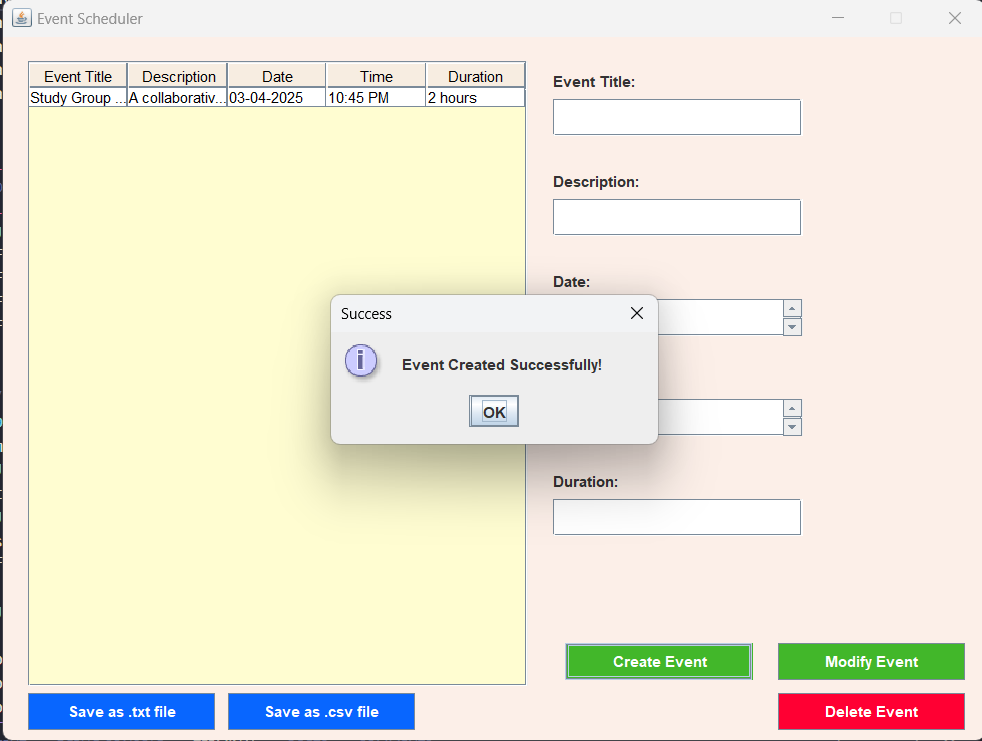 Event Scheduler
Event Title Description Date Time Duration
Study Group ... A collaborativ... 03-04-2025 10:45 PM 2 hours
Event Title:
Description:
Date:
Success
i
Event Created Successfully!
OK
Duration:
Create Event Modify Event
Save as .txt file Save as .csv file Delete Event